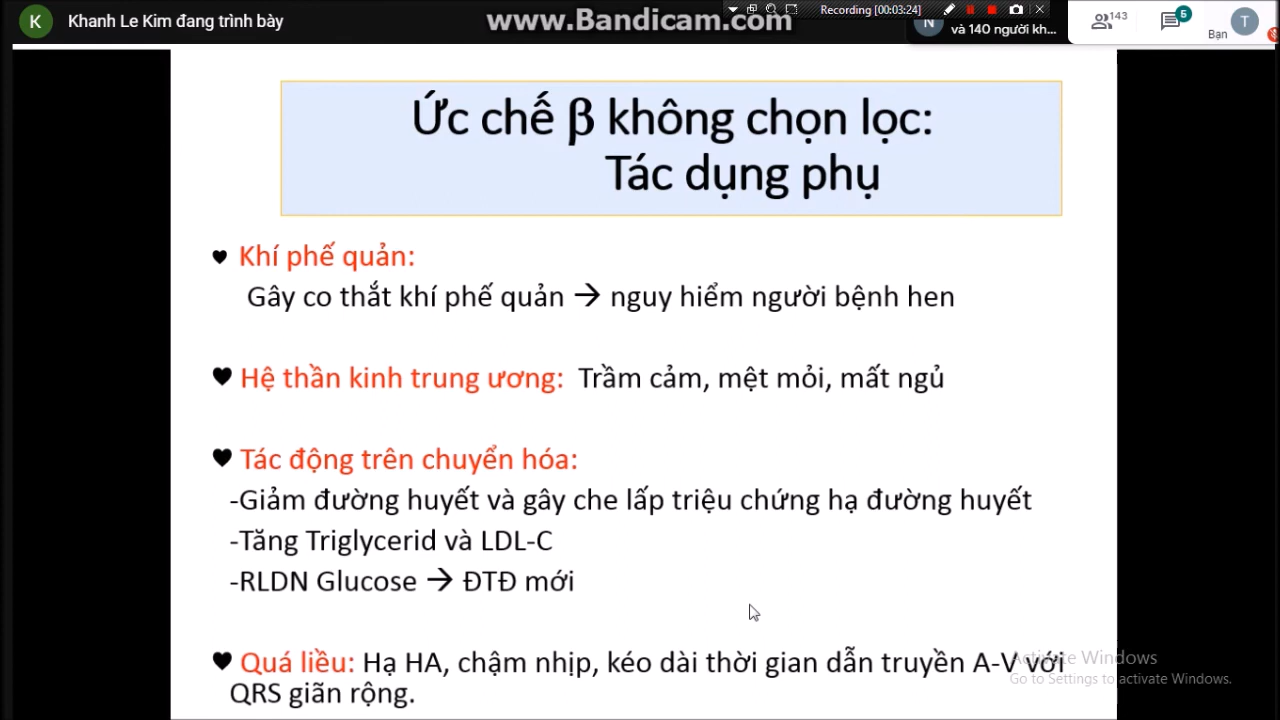 K Khanh Le Kim đang trình bày
www.Bandicam.com
Recording [00:03:24]
N
và 140 người kh...
143
5
Bạn
T
Ức chế β không chọn lọc:
Tác dụng phụ
Khí phế quản:
Gây co thắt khí phế quản → nguy hiểm người bệnh hen
Hệ thần kinh trung ương: Trầm cảm, mệt mỏi, mất ngủ
Tác động trên chuyển hóa:
-Giảm đường huyết và gây che lấp triệu chứng hạ đường huyết
-Tăng Triglycerid và LDL-C
-RLDN Glucose → ĐTĐ mới
Quá liều: Hạ HA, chậm nhịp, kéo dài thời gian dẫn truyền A-V với
QRS giãn rộng.
Activate Windows
Go to Settings to activate Windows.